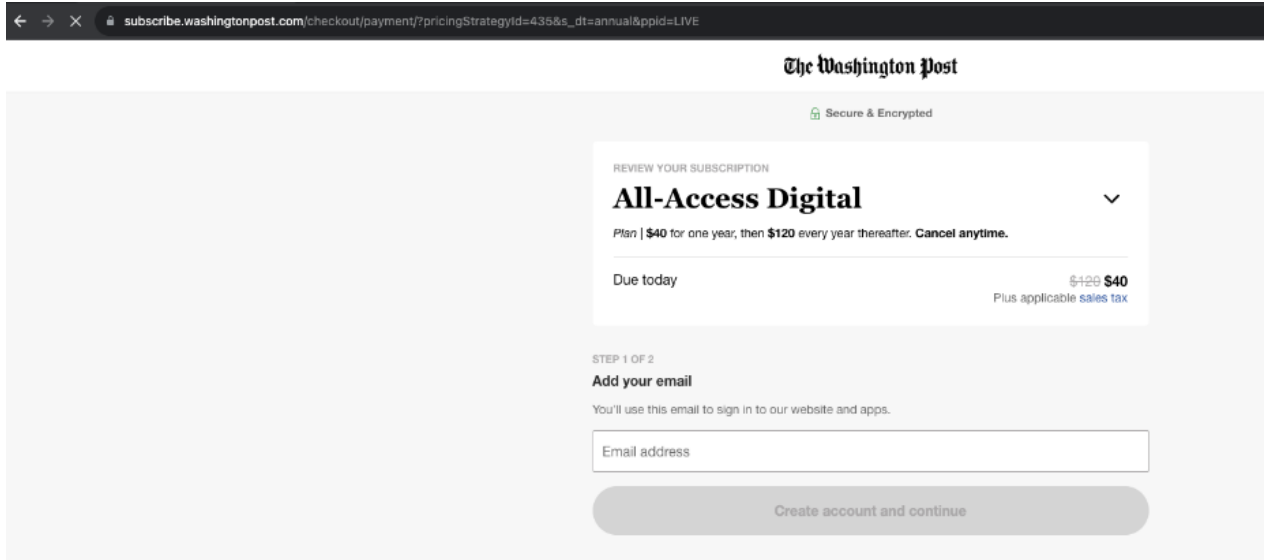 subscribe.washingtonpost.com/checkout/payment/?pricingStrategyId=435&s_dt=annual&ppid=LIVE
The Washington Post
Secure & Encrypted
REVIEW YOUR SUBSCRIPTION
All-Access Digital
Plan | $40 for one year, then $120 every year thereafter. Cancel anytime.
Due today $120 $40
Plus applicable sales tax
STEP 1 OF 2
Add your email
You'll use this email to sign in to our website and apps.
Email address
Create account and continue